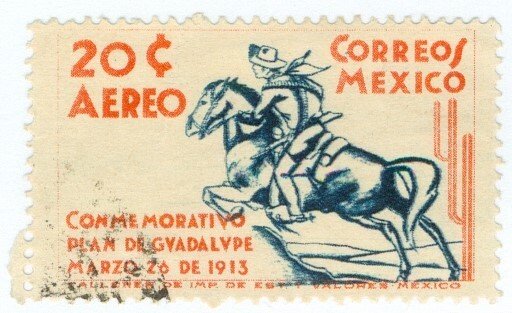 20¢
AEREO
CORREOS
MEXICO
CONMEMORATIVO
PLAN DE GVADALVPE
MARZO 26 DE 1913
TALLERES DE IMP. DE EST. Y VALORES-MEXICO